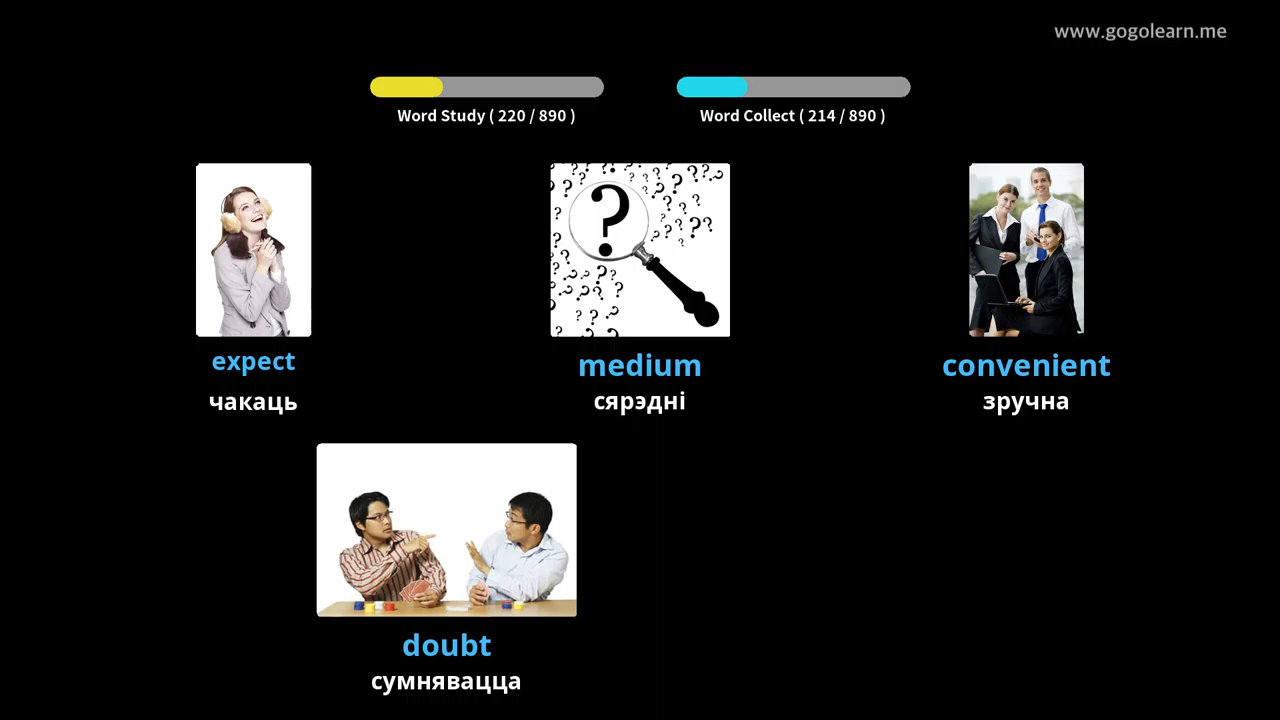 www.gogolearn.me
Word Study ( 220 / 890 )
Word Collect ( 214 / 890 )
expect
чакаць
medium
сярэдні
convenient
зручна
doubt
сумнявацца